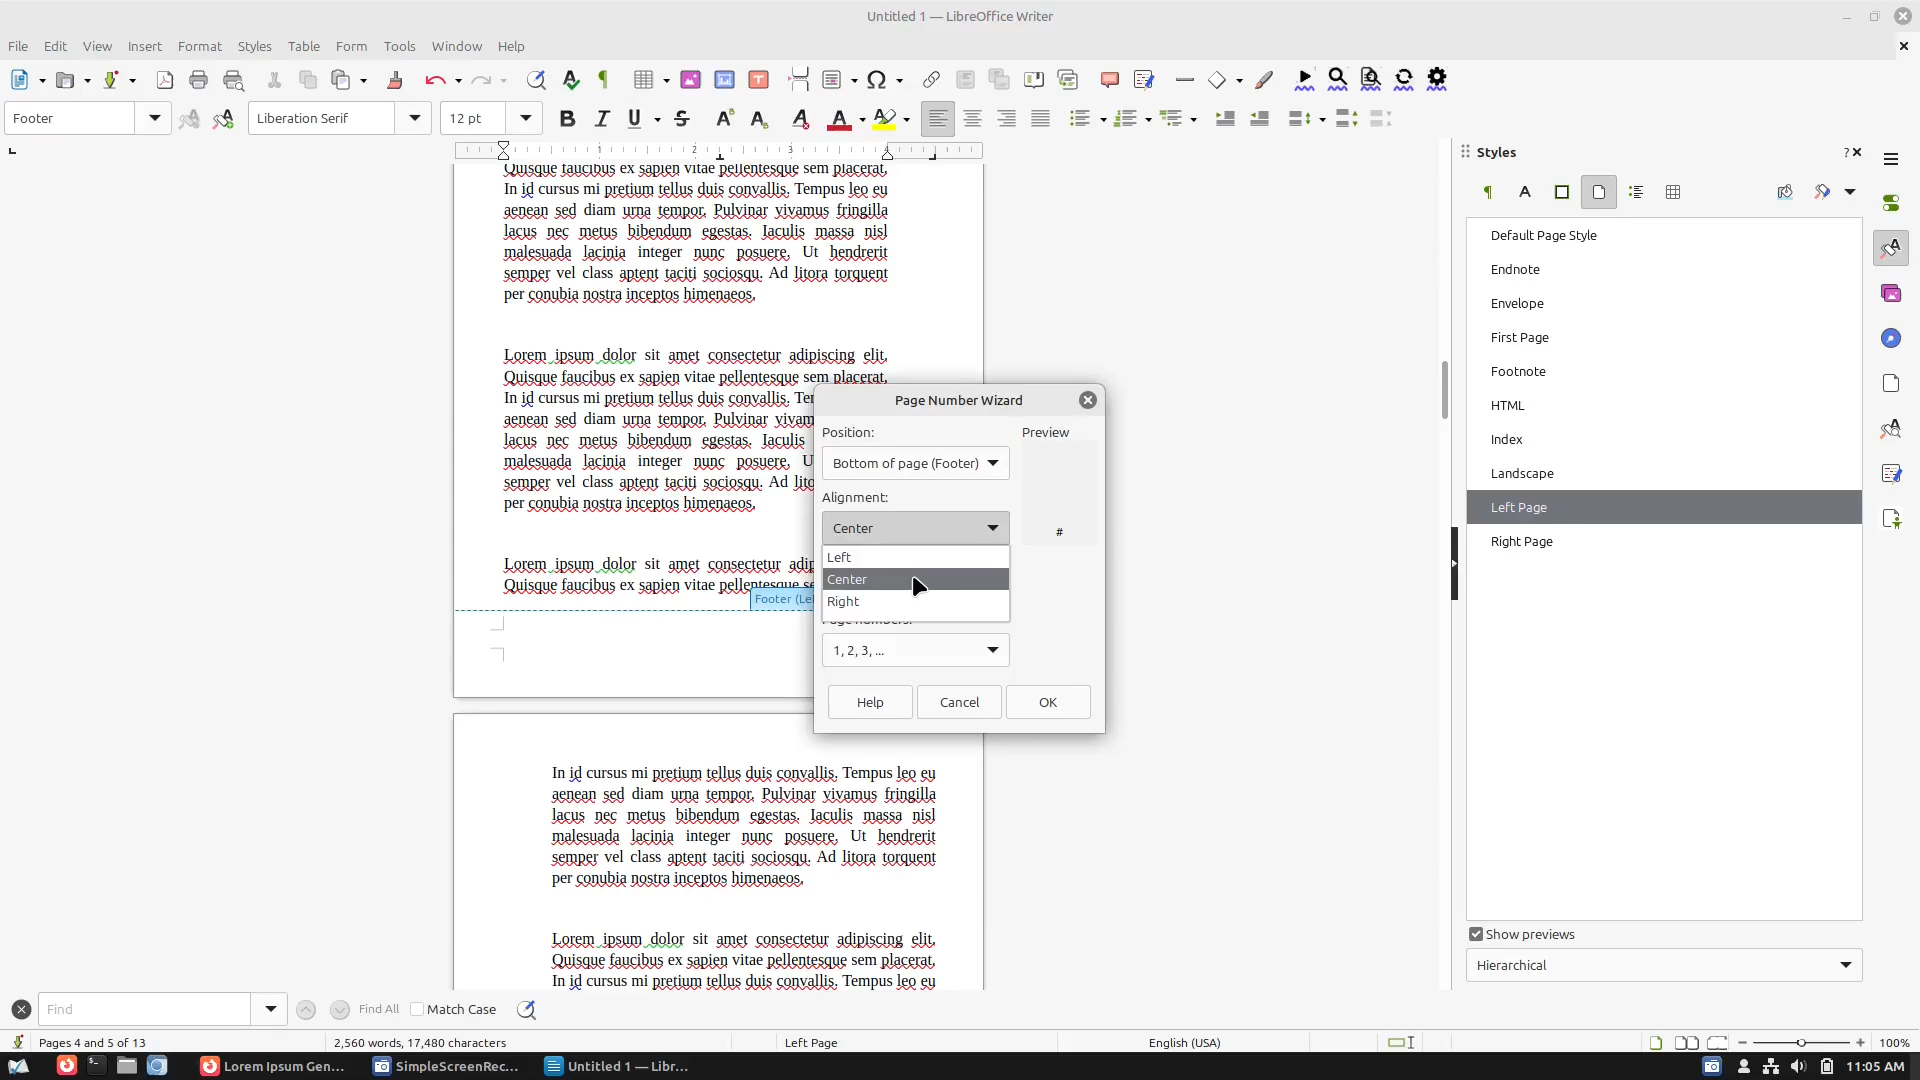 Untitled 1 — LibreOffice Writer
File Edit View Insert Format Styles Table Form Tools Window Help
Footer
Liberation Serif
12 pt
1 2 3
Quisque faucibus ex sapien vitae pellentesque sem placerat.
In id cursus mi pretium tellus duis convallis. Tempus leo eu
aenean sed diam urna tempor. Pulvinar vivamus fringilla
lacus nec metus bibendum egestas. Iaculis massa nisl
malesuada lacinia integer nunc posuere. Ut hendrerit
semper vel class aptent taciti sociosqu. Ad litora torquent
per conubia nostra inceptos himenaeos.
Lorem ipsum dolor sit amet consectetur adipiscing elit.
Quisque faucibus ex sapien vitae pellentesque sem placerat.
In id cursus mi pretium tellus duis convallis. Te
aenean sed diam urna tempor. Pulvinar vivam
lacus nec metus bibendum egestas. Iaculis
malesuada lacinia integer nunc posuere. U
semper vel class aptent taciti sociosqu. Ad lito
per conubia nostra inceptos himenaeos.
Lorem ipsum dolor sit amet consectetur adip
Quisque faucibus ex sapien vitae pellentesque se
Footer (Le
In id cursus mi pretium tellus duis convallis. Tempus leo eu
aenean sed diam urna tempor. Pulvinar vivamus fringilla
lacus nec metus bibendum egestas. Iaculis massa nisl
malesuada lacinia integer nunc posuere. Ut hendrerit
semper vel class aptent taciti sociosqu. Ad litora torquent
per conubia nostra inceptos himenaeos.
Lorem ipsum dolor sit amet consectetur adipiscing elit.
Quisque faucibus ex sapien vitae pellentesque sem placerat.
In id cursus mi pretium tellus duis convallis. Tempus leo eu
Page Number Wizard
Position:
Preview
Bottom of page (Footer)
Alignment:
Center
#
Left
Center
Right
Page numbers:
1, 2, 3, ...
Help Cancel OK
Styles
?
Default Page Style
Endnote
Envelope
First Page
Footnote
HTML
Index
Landscape
Left Page
Right Page
Show previews
Hierarchical
Find
Find All
Match Case
Pages 4 and 5 of 13
2,560 words, 17,480 characters
Left Page
English (USA)
100%
Lorem Ipsum Gen...
SimpleScreenRec...
Untitled 1 — Libr...
11:05 AM